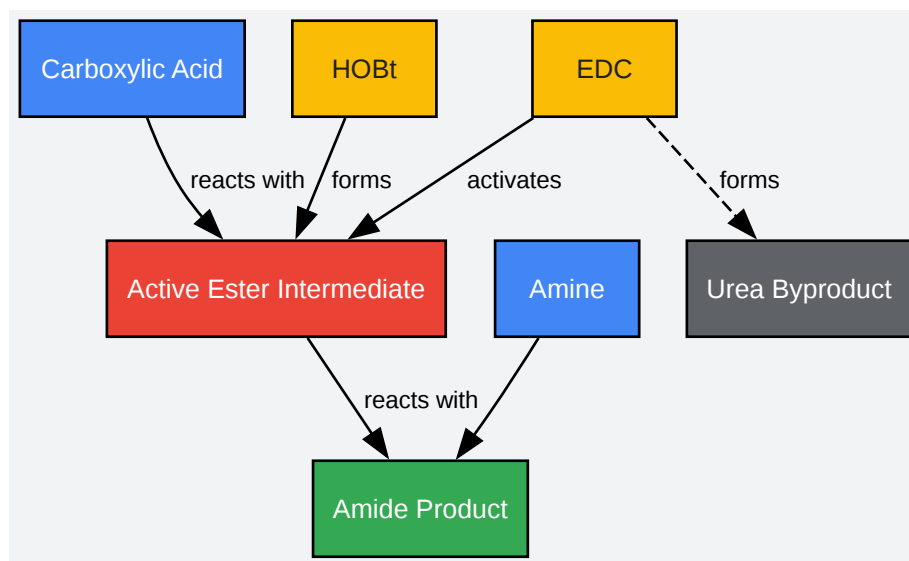 Carboxylic Acid
HOBt
EDC
reacts with
forms
activates
forms
Active Ester Intermediate
Amine
Urea Byproduct
reacts with
Amide Product